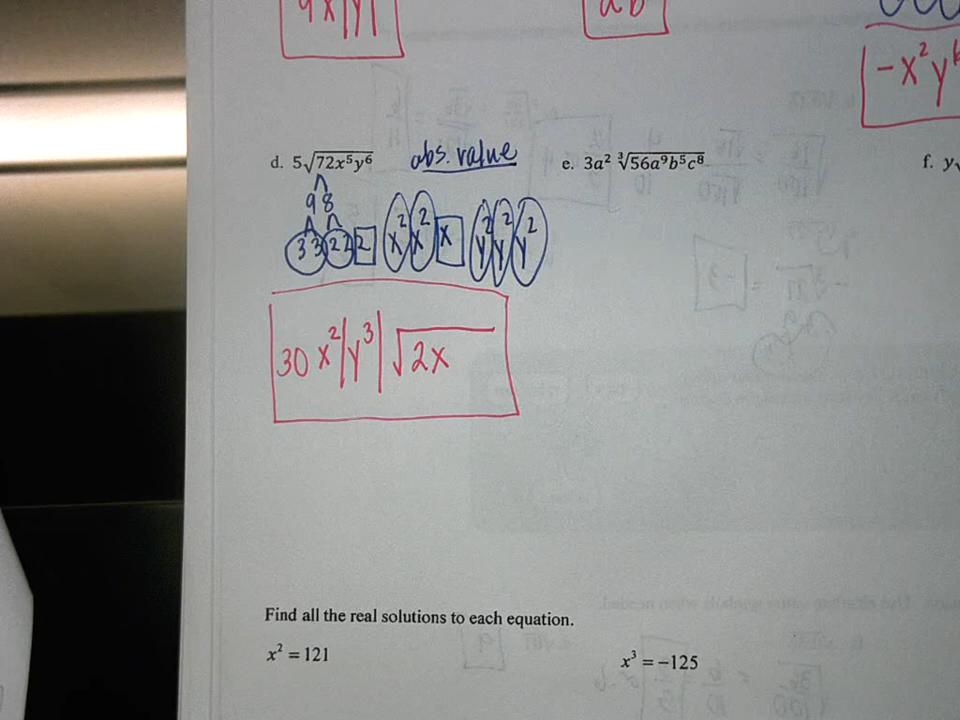 9x|y|
ab
-x²y
d. 5√72x⁵y⁶ abs. value e. 3a² ∛56a⁹b⁵c⁸ f. y√
9 8
3 3 2 2 2 x² x² x y² y² y²
30x²|y³|√2x
Find all the real solutions to each equation.
x² = 121 x³ = −125